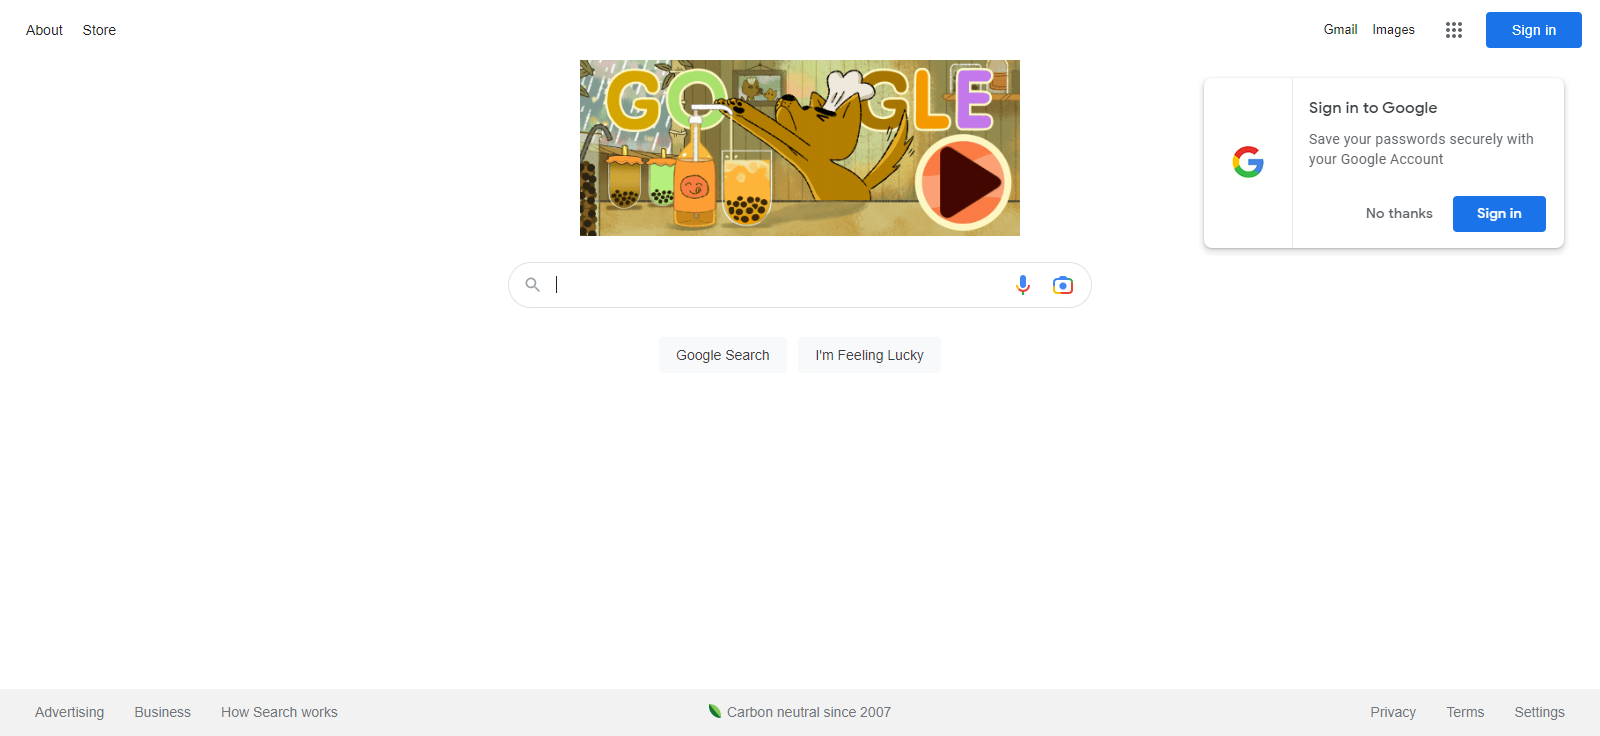 About Store
Gmail Images Sign in
GOOGLE
Sign in to Google
Save your passwords securely with
your Google Account
No thanks Sign in
Google Search I'm Feeling Lucky
Advertising Business How Search works
Carbon neutral since 2007
Privacy Terms Settings